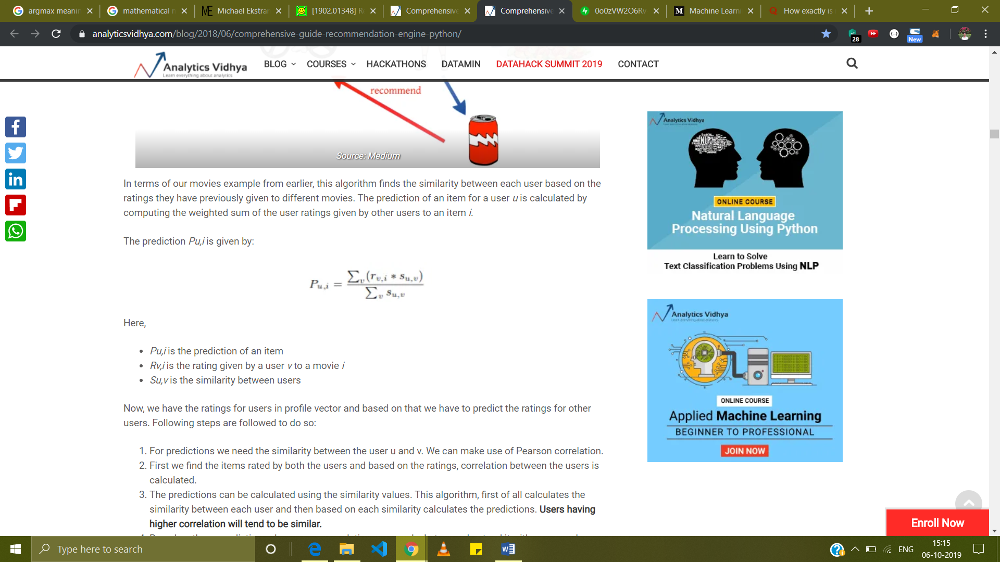 argmax meanin
mathematical n
Michael Ekstran
[1902.01348] R
Comprehensive
Comprehensive
0o0zVW2O6Rv
Machine Learni
How exactly is
analyticsvidhya.com/blog/2018/06/comprehensive-guide-recommendation-engine-python/
28
New
Analytics Vidhya
Learn everything about analytics
BLOG
COURSES
HACKATHONS
DATAMIN
DATAHACK SUMMIT 2019
CONTACT
recommend
Source: Medium
In terms of our movies example from earlier, this algorithm finds the similarity between each user based on the
ratings they have previously given to different movies. The prediction of an item for a user u is calculated by
computing the weighted sum of the user ratings given by other users to an item i.
The prediction Pu,i is given by:
P_{u,i} = \frac{\sum_v (r_{v,i} * s_{u,v})}{\sum_v s_{u,v}}
Here,
• Pu,i is the prediction of an item
• Rv,i is the rating given by a user v to a movie i
• Su,v is the similarity between users
Now, we have the ratings for users in profile vector and based on that we have to predict the ratings for other
users. Following steps are followed to do so:
1. For predictions we need the similarity between the user u and v. We can make use of Pearson correlation.
2. First we find the items rated by both the users and based on the ratings, correlation between the users is
calculated.
3. The predictions can be calculated using the similarity values. This algorithm, first of all calculates the
similarity between each user and then based on each similarity calculates the predictions. Users having
higher correlation will tend to be similar.
Analytics Vidhya
NLP
ONLINE COURSE
Natural Language
Processing Using Python
Learn to Solve
Text Classification Problems Using NLP
Analytics Vidhya
Learn everything about analytics
ONLINE COURSE
Applied Machine Learning
BEGINNER TO PROFESSIONAL
JOIN NOW
Enroll Now
Type here to search
ENG
15:15
06-10-2019